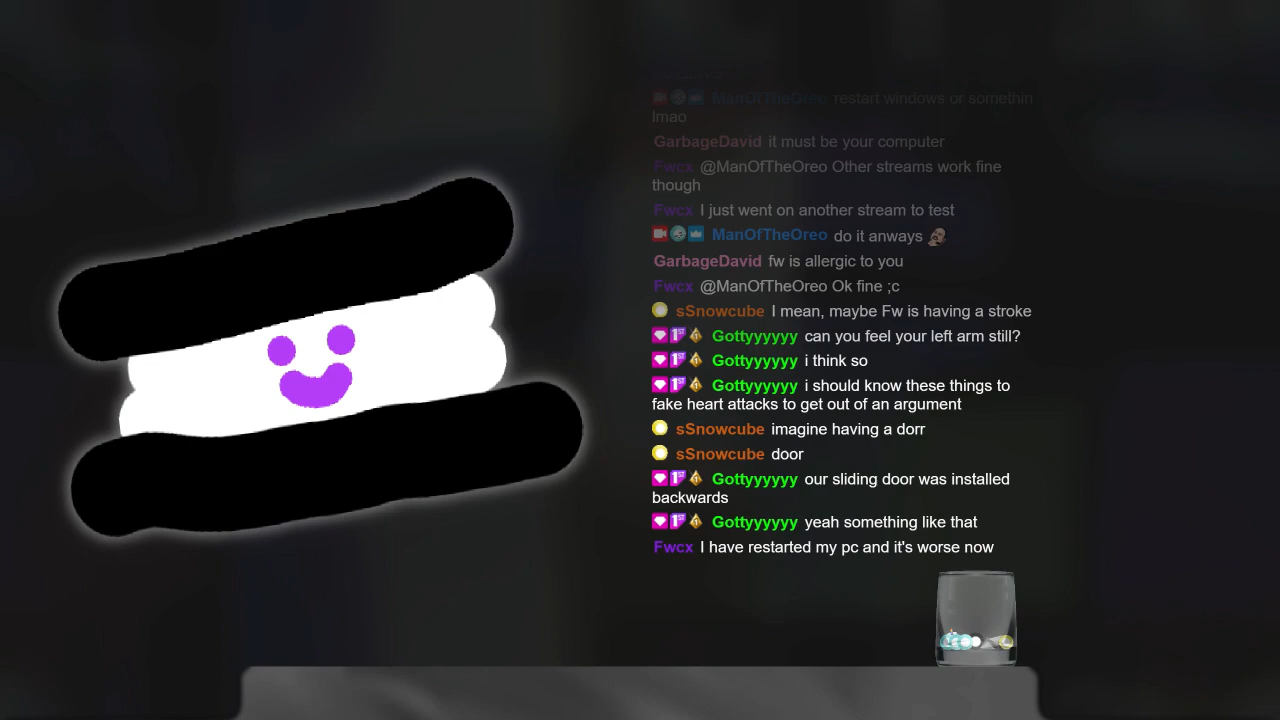 ManOfTheOreo restart windows or somethin
lmao
GarbageDavid it must be your computer
Fwcx @ManOfTheOreo Other streams work fine
though
Fwcx I just went on another stream to test
ManOfTheOreo do it anways
GarbageDavid fw is allergic to you
Fwcx @ManOfTheOreo Ok fine ;c
sSnowcube I mean, maybe Fw is having a stroke
Gottyyyyyy can you feel your left arm still?
Gottyyyyyy i think so
Gottyyyyyy i should know these things to
fake heart attacks to get out of an argument
sSnowcube imagine having a dorr
sSnowcube door
Gottyyyyyy our sliding door was installed
backwards
Gottyyyyyy yeah something like that
Fwcx I have restarted my pc and it's worse now